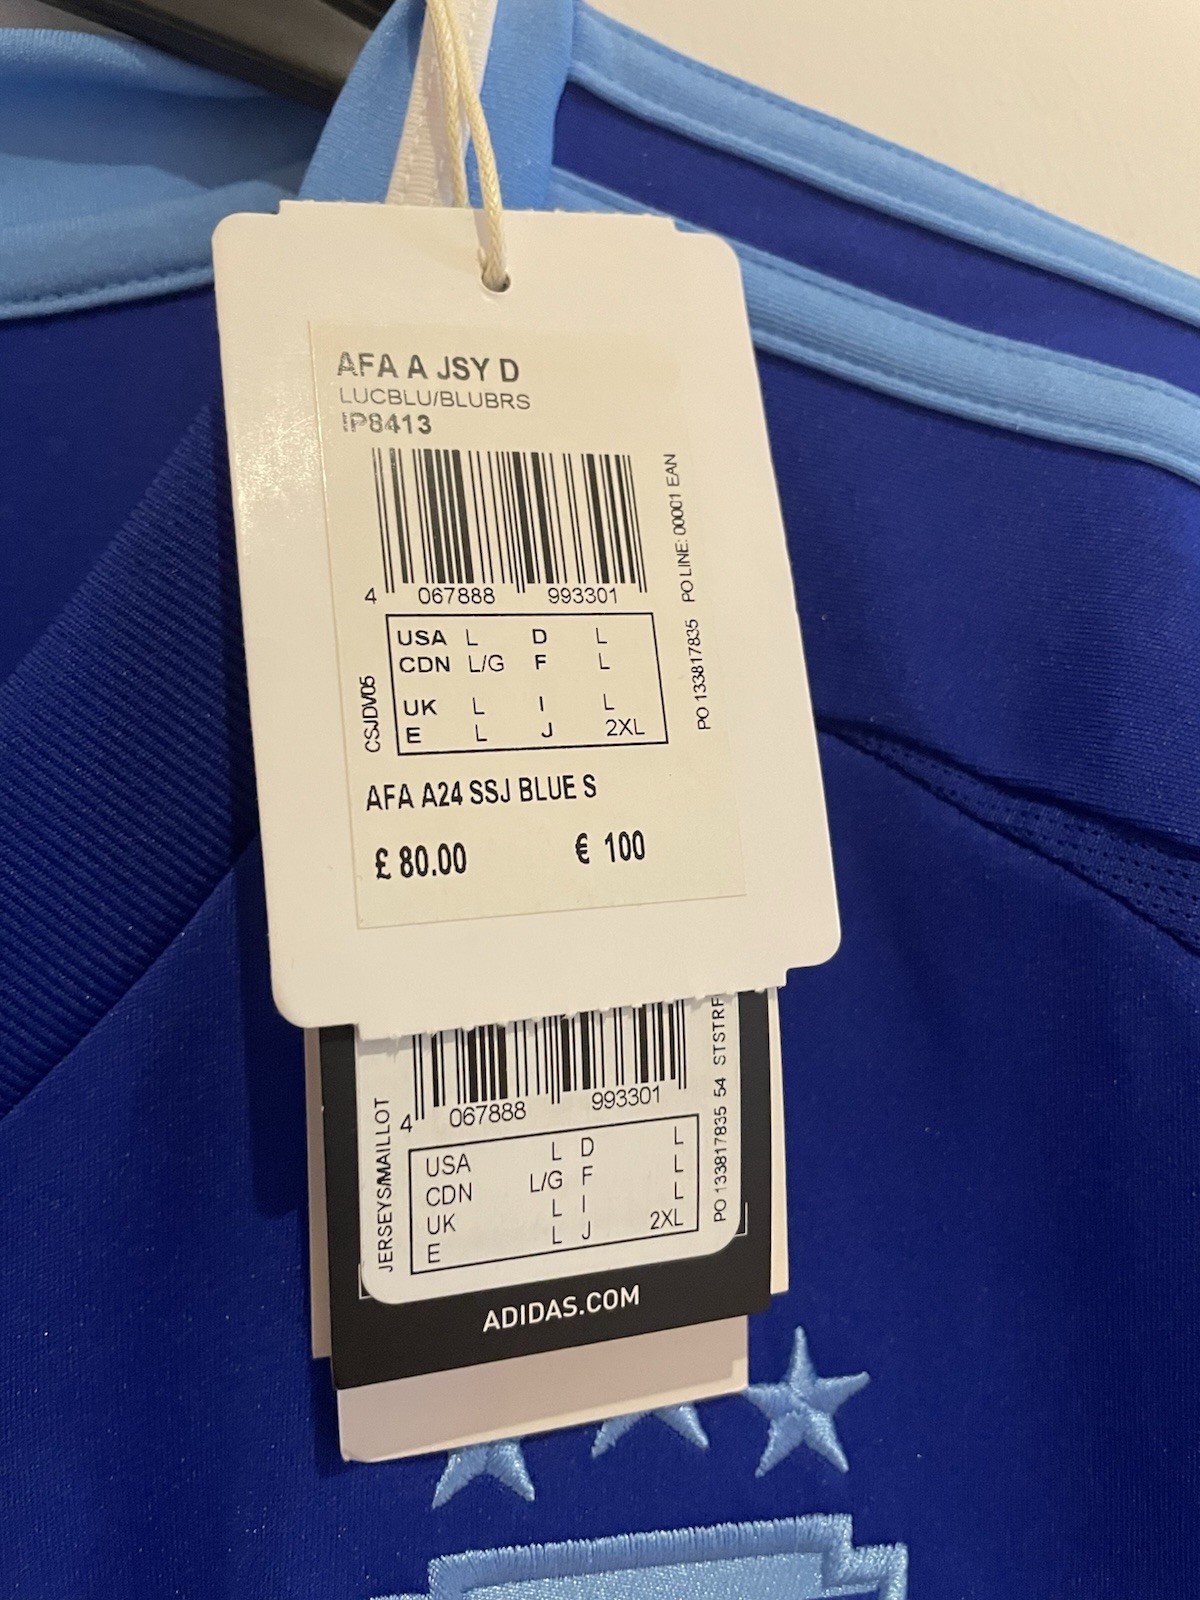 AFA A JSY D
LUCBLU/BLUBRS
IP8413
4 067888 993301
PO 133817835 PO LINE: 00001 EAN
CSJDV05
USA L D L
CDN L/G F L
UK L I L
E L J 2XL
AFA A24 SSJ BLUE S
£ 80.00 € 100
4 067888 993301
JERSEYS/MAILLOT
PO 133817835 54 STSTRF
USA L D L
CDN L/G F L
UK L I L
E L J 2XL
ADIDAS.COM